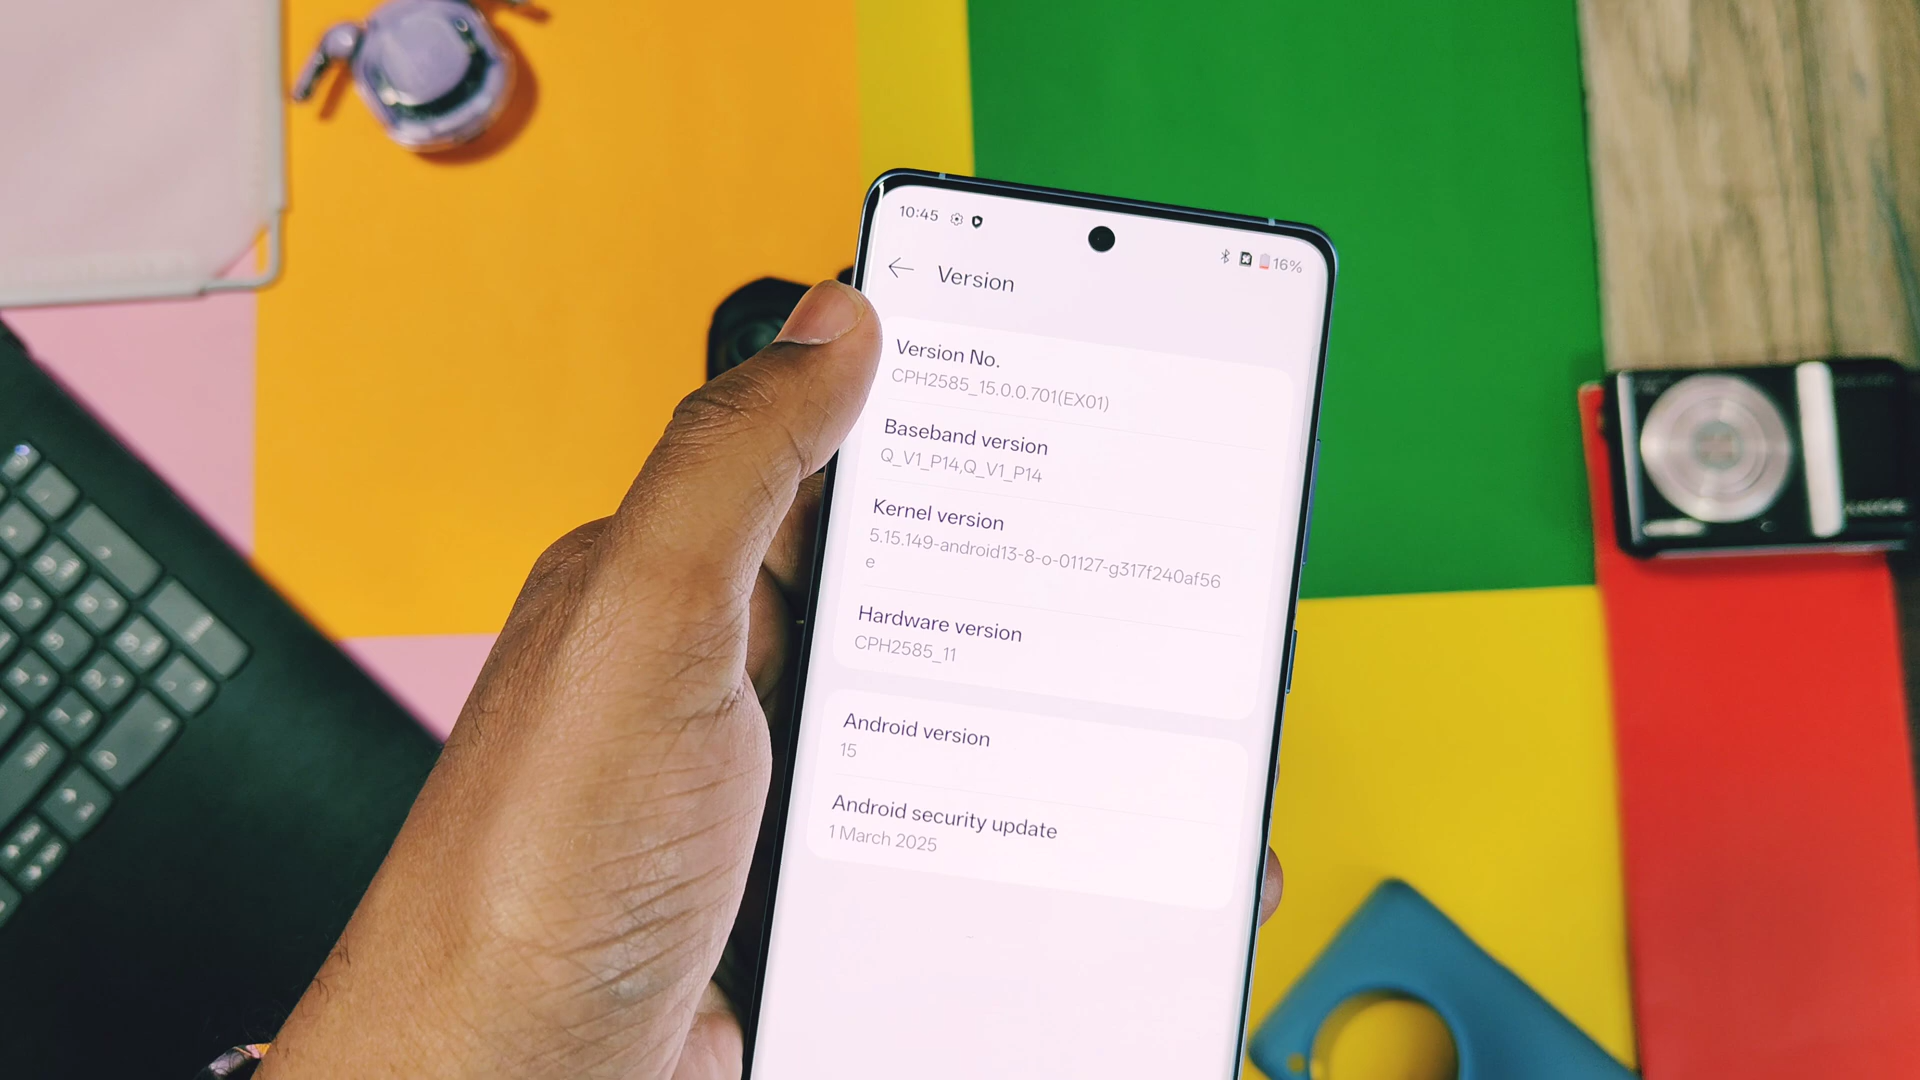 10:45
16%
Version
Version No.
CPH2585_15.0.0.701(EX01)
Baseband version
Q_V1_P14,Q_V1_P14
Kernel version
5.15.149-android13-8-o-01127-g317f240af56
e
Hardware version
CPH2585_11
Android version
15
Android security update
1 March 2025